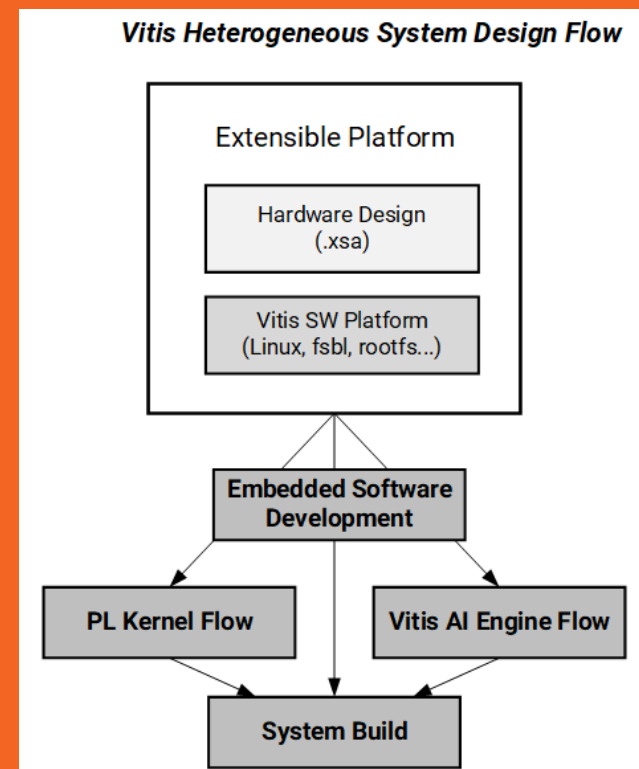 Vitis Heterogeneous System Design Flow
Extensible Platform
Hardware Design
(.xsa)
Vitis SW Platform
(Linux, fsbl, rootfs...)
Embedded Software
Development
PL Kernel Flow
Vitis AI Engine Flow
System Build